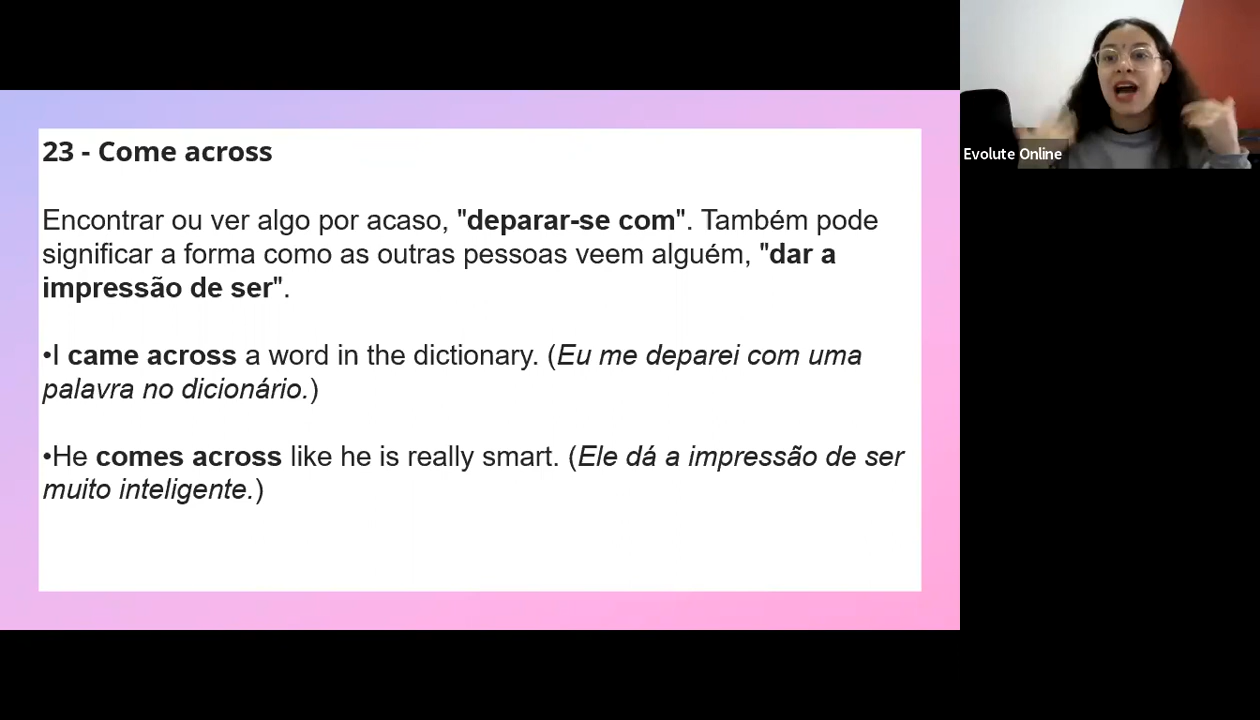 23 - Come across
Encontrar ou ver algo por acaso, "deparar-se com". Também pode
significar a forma como as outras pessoas veem alguém, "dar a
impressão de ser".
•I came across a word in the dictionary. (Eu me deparei com uma
palavra no dicionário.)
•He comes across like he is really smart. (Ele dá a impressão de ser
muito inteligente.)
Evolute Online